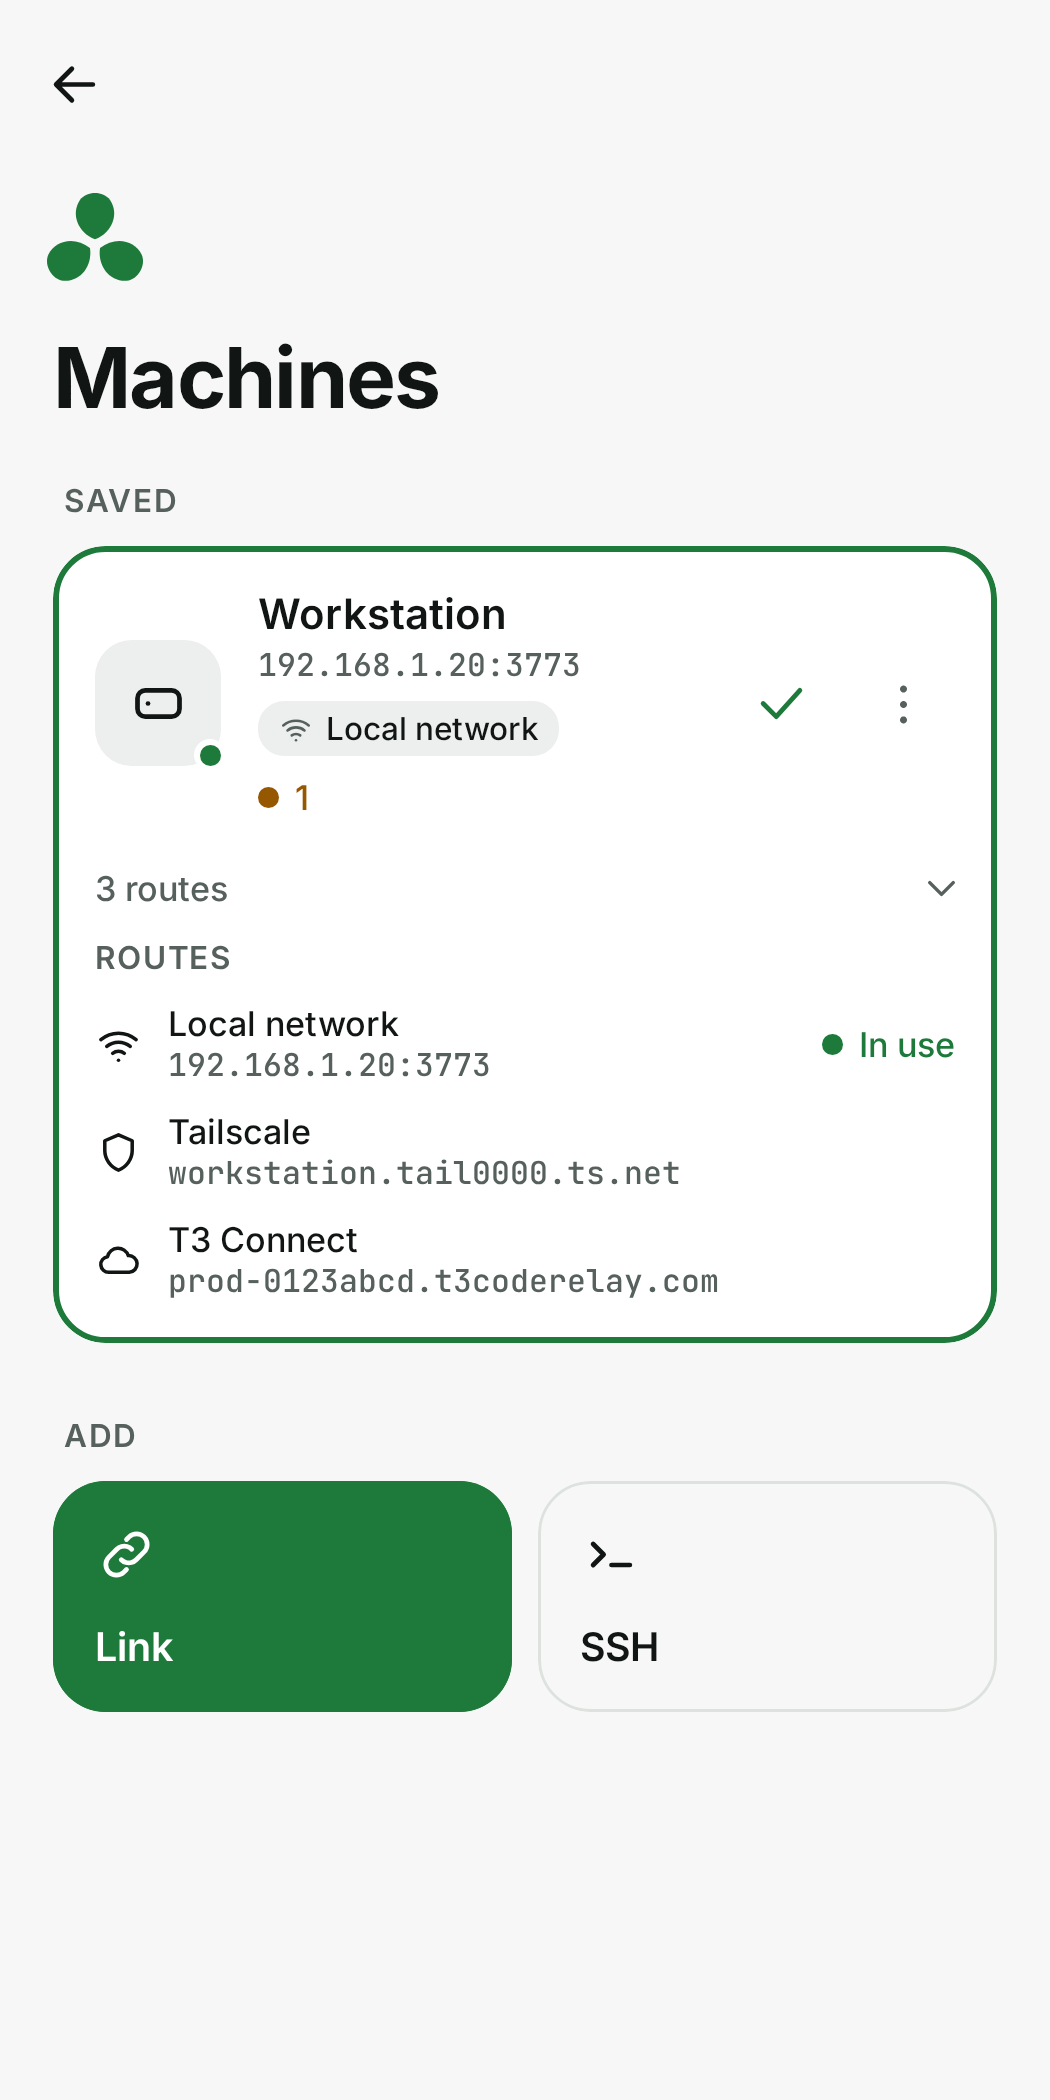 Machines
SAVED
Workstation
192.168.1.20:3773
Local network
1
3 routes
ROUTES
Local network
192.168.1.20:3773
In use
Tailscale
workstation.tail0000.ts.net
T3 Connect
prod-0123abcd.t3coderelay.com
ADD
Link
SSH